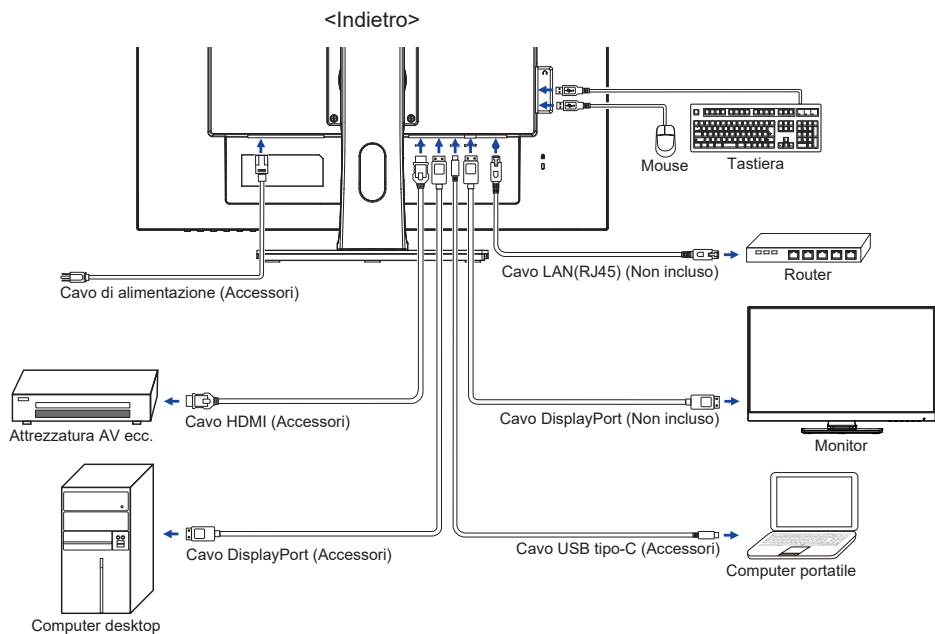 <Indietro>
Mouse
Tastiera
Cavo LAN(RJ45) (Non incluso)
Router
Cavo di alimentazione (Accessori)
Cavo HDMI (Accessori)
Attrezzatura AV ecc.
Cavo DisplayPort (Non incluso)
Monitor
Cavo DisplayPort (Accessori)
Computer desktop
Cavo USB tipo-C (Accessori)
Computer portatile